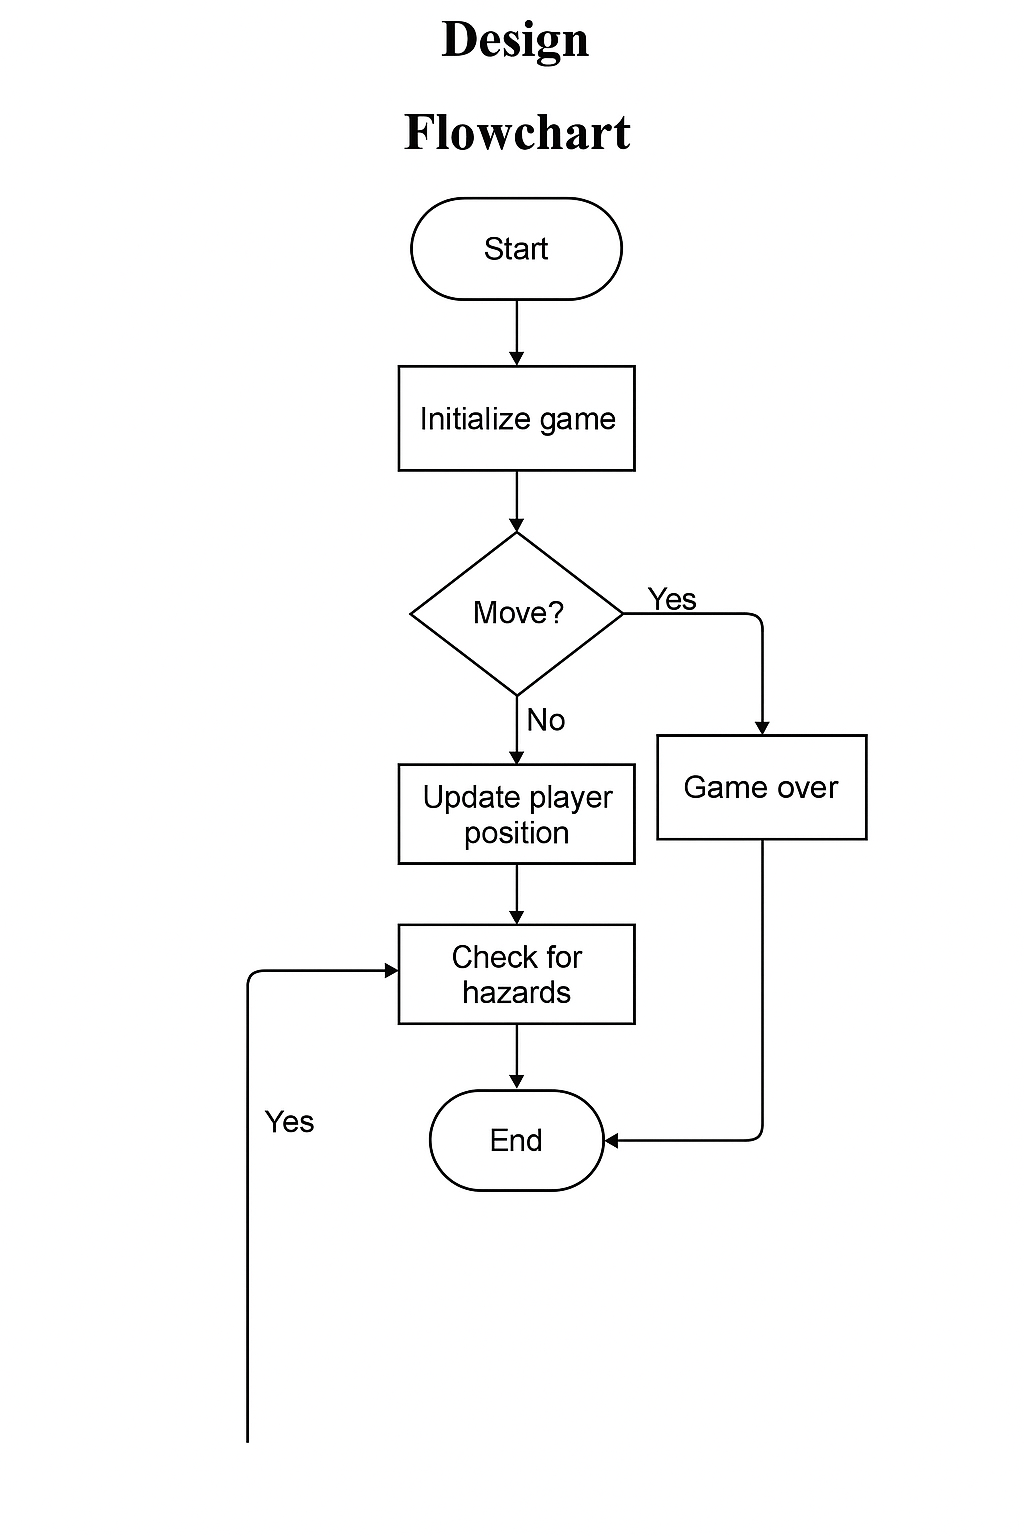 Design
Flowchart
Start
Initialize game
Move?
Yes
No
Update player
position
Game over
Check for
hazards
Yes
End